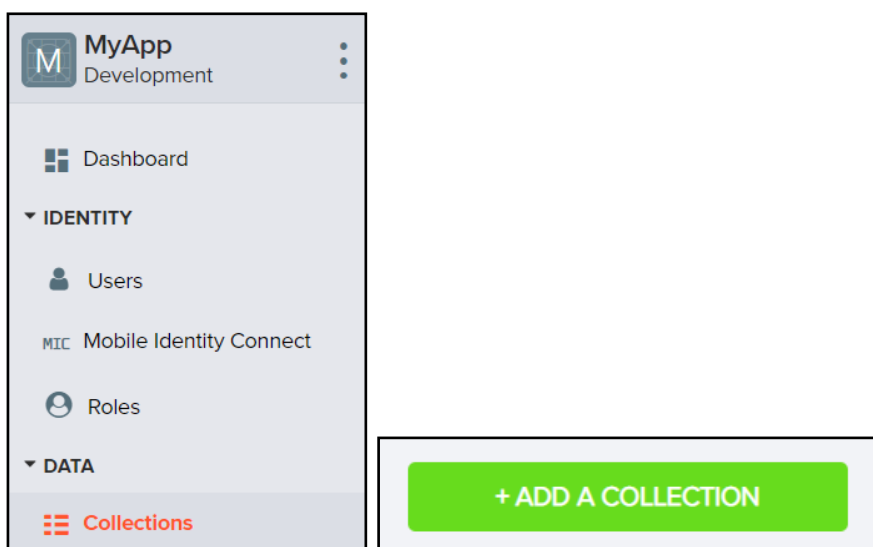 M
MyApp
Development
Dashboard
IDENTITY
Users
MIC Mobile Identity Connect
Roles
DATA
Collections
+ ADD A COLLECTION